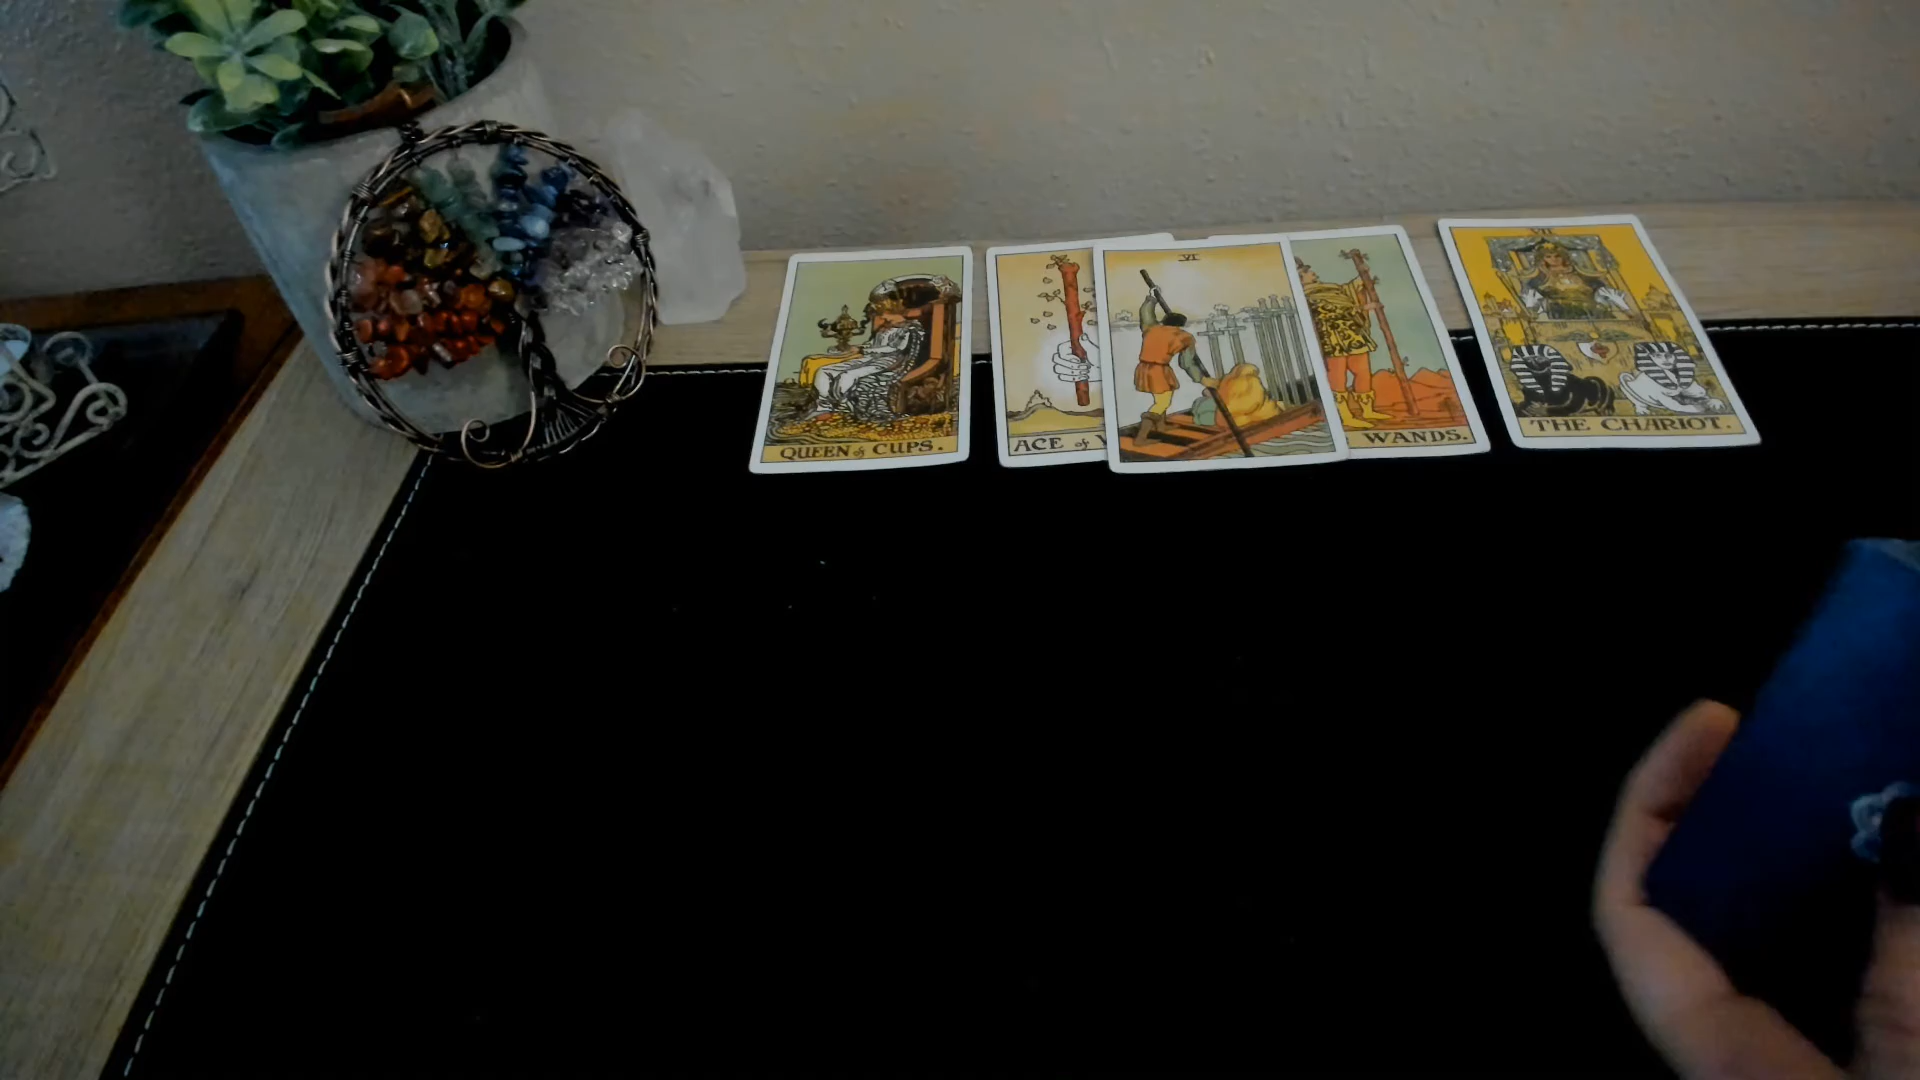 QUEEN of CUPS.
ACE of
VI
WANDS.
VII
THE CHARIOT.